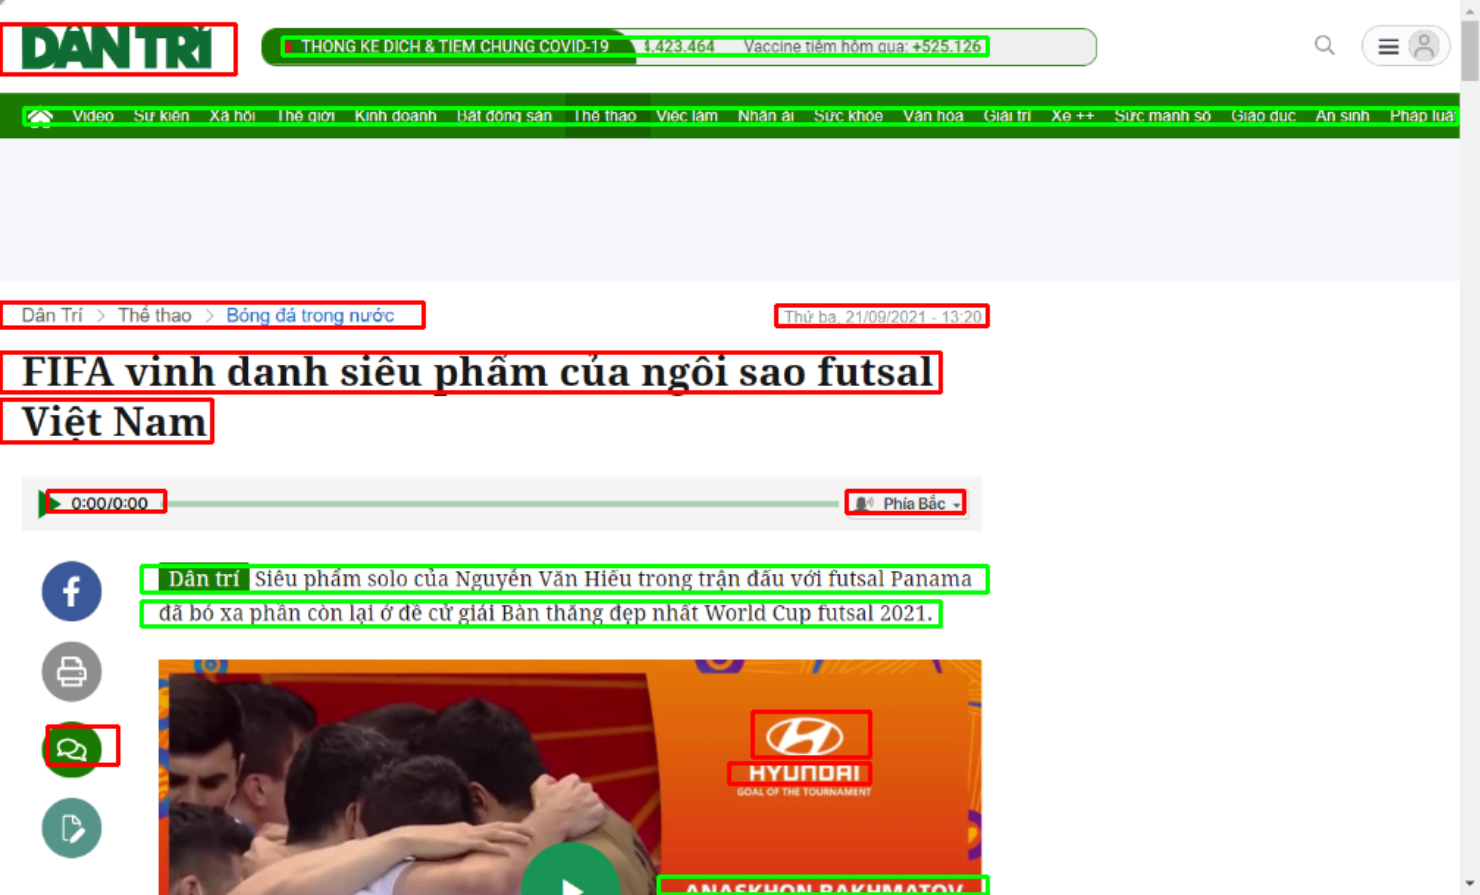 DÂN TRÍ
THỐNG KÊ DỊCH & TIÊM CHỦNG COVID-19 .423.464 Vaccine tiêm hôm qua: +525.126
Video Sự kiện Xã hội Thế giới Kinh doanh Bất động sản Thể thao Việc làm Nhân ái Sức khỏe Văn hóa Giải trí Xe ++ Sức mạnh số Giáo dục An sinh Pháp luật
Dân Trí > Thể thao > Bóng đá trong nước
Thứ ba, 21/09/2021 - 13:20
FIFA vinh danh siêu phẩm của ngôi sao futsal
Việt Nam
0:00/0:00 Phía Bắc
Dân trí Siêu phẩm solo của Nguyễn Văn Hiếu trong trận đấu với futsal Panama
đã bỏ xa phần còn lại ở đề cử giải Bàn thắng đẹp nhất World Cup futsal 2021.
HYUNDAI
GOAL OF THE TOURNAMENT
ANASKHON RAKHMATOV